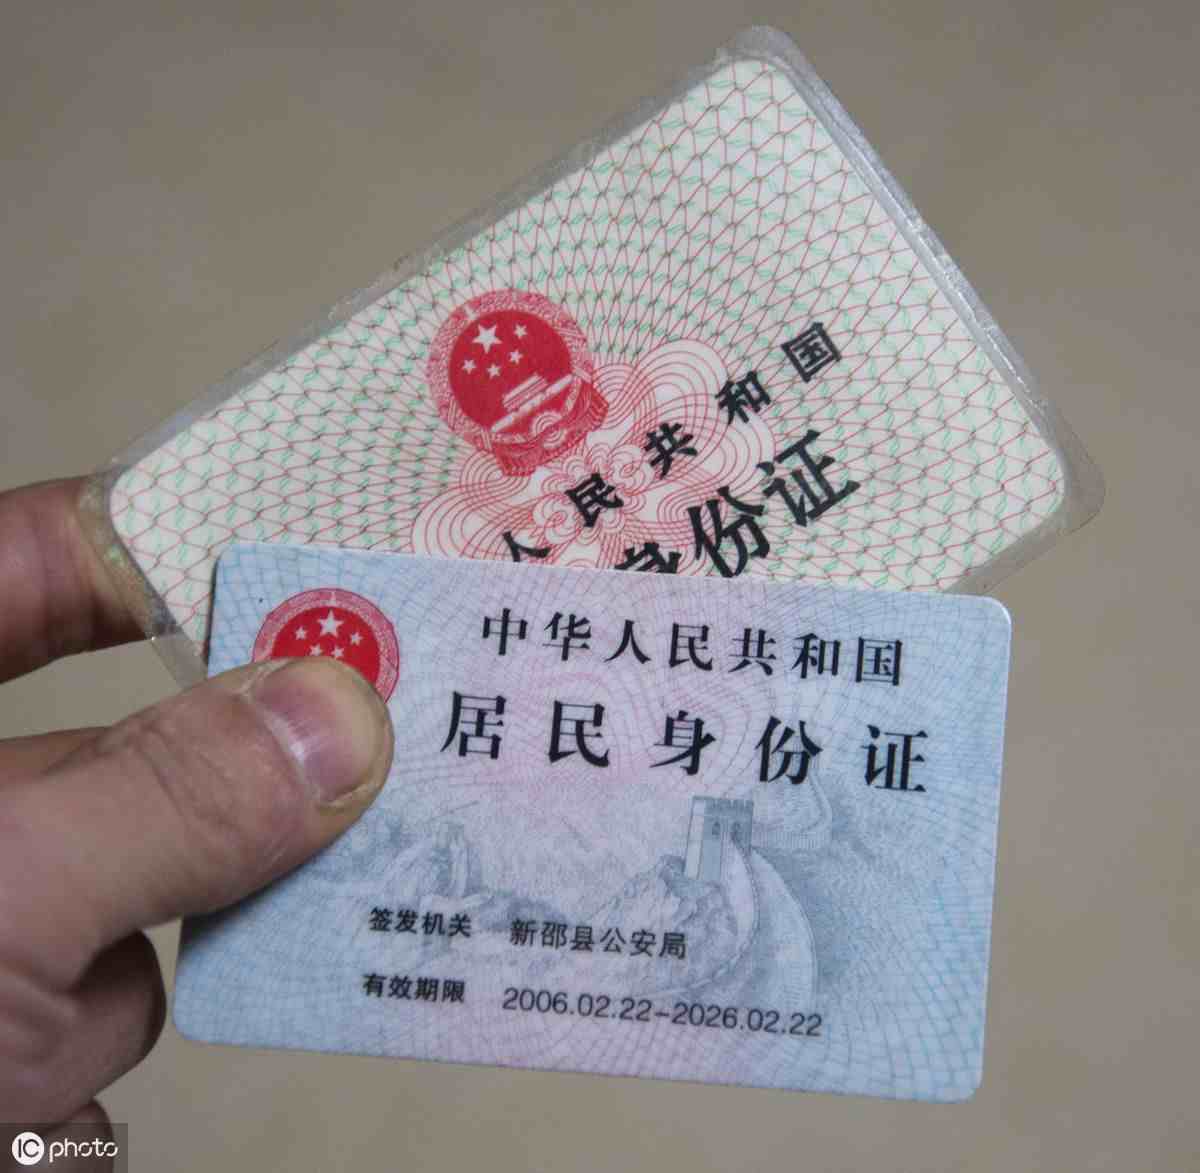 人民共和国
身份证
中华人民共和国
居民身份证
签发机关 新邵县公安局
有效期限 2006.02.22-2026.02.22
IC photo